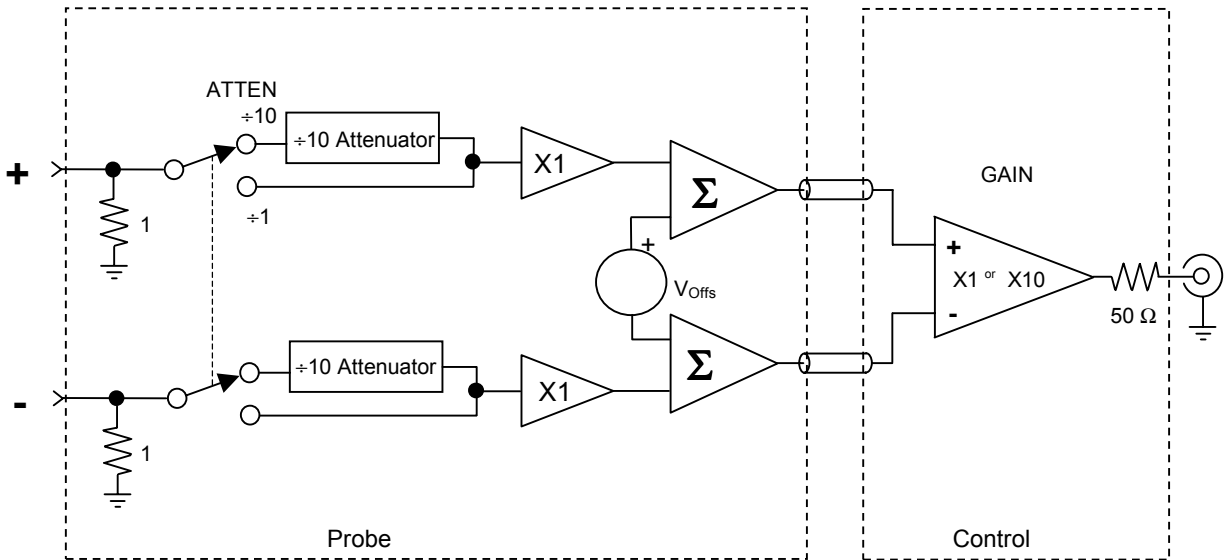 ATTEN
÷10
÷10 Attenuator
+
X1
Σ
GAIN
÷1
1
+
VOffs
+
X1 or X10
-
50 Ω
÷10 Attenuator
Σ
-
X1
1
Probe
Control